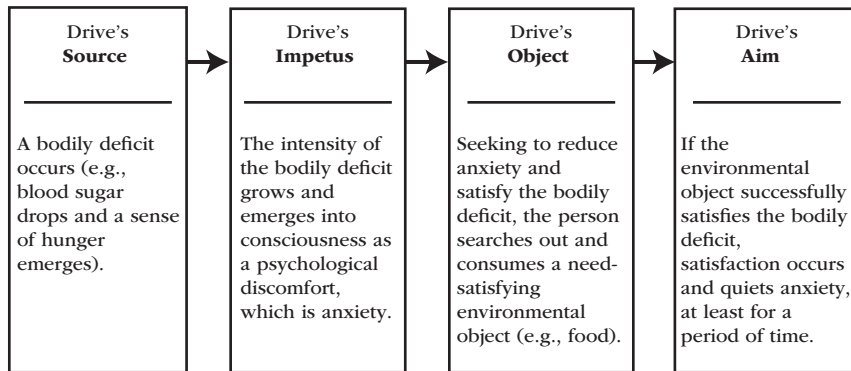 Drive's
Source
A bodily deficit
occurs (e.g.,
blood sugar
drops and a sense
of hunger
emerges).
Drive's
Impetus
The intensity of
the bodily deficit
grows and
emerges into
consciousness as
a psychological
discomfort,
which is anxiety.
Drive's
Object
Seeking to reduce
anxiety and
satisfy the bodily
deficit, the person
searches out and
consumes a need-
satisfying
environmental
object (e.g., food).
Drive's
Aim
If the
environmental
object successfully
satisfies the bodily
deficit,
satisfaction occurs
and quiets anxiety,
at least for a
period of time.